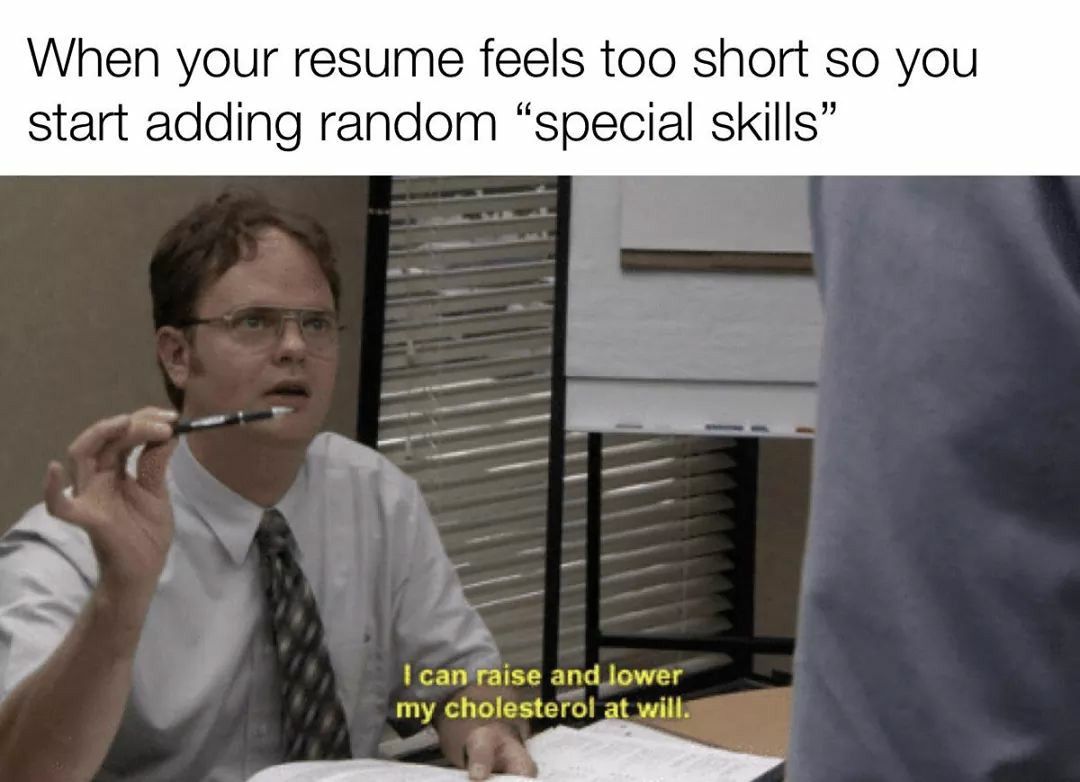 When your resume feels too short so you
start adding random “special skills”
I can raise and lower
my cholesterol at will.